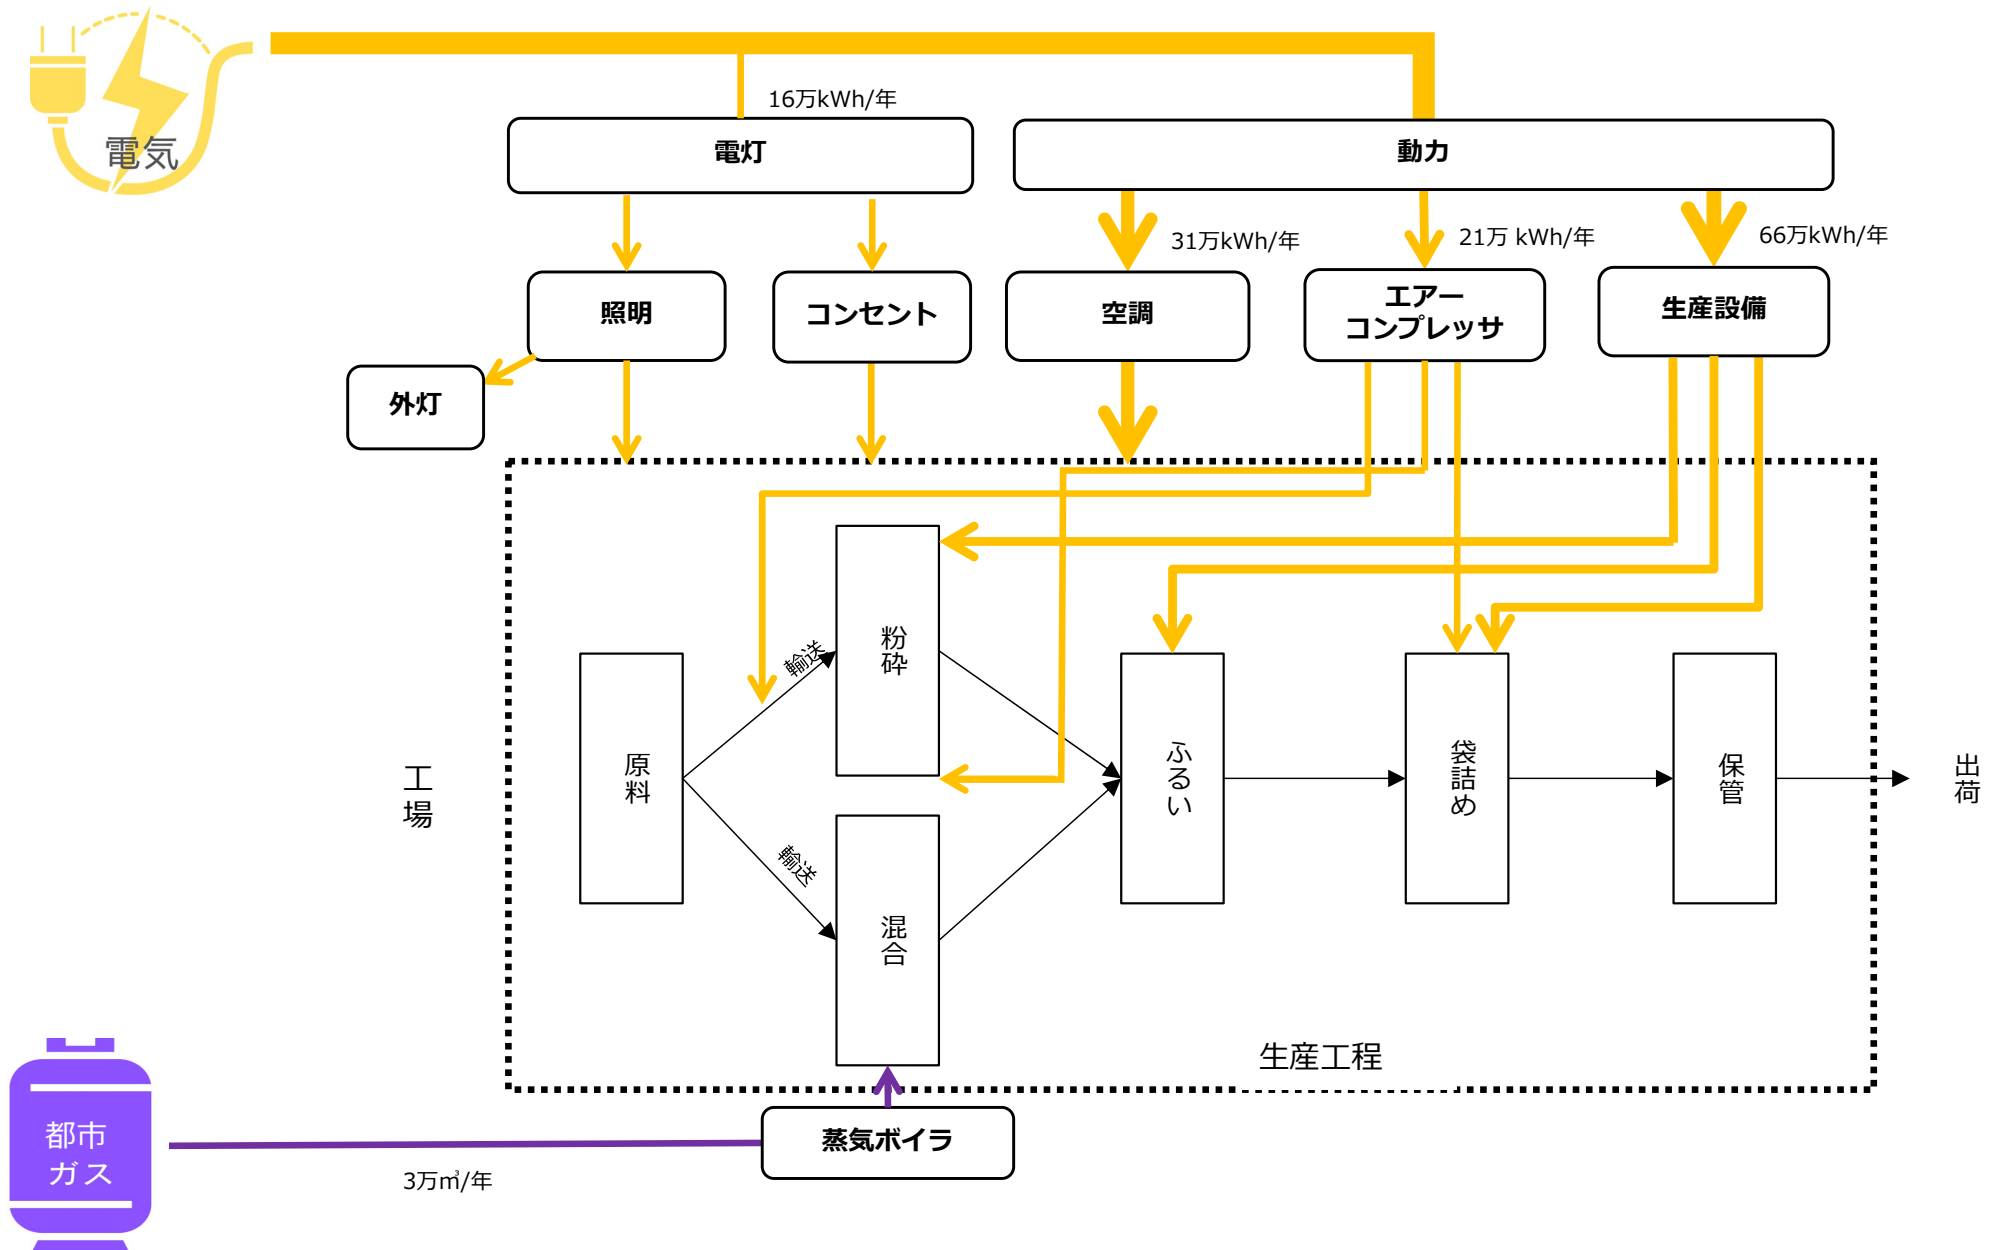 電気
16万kWh/年
電灯
動力
31万kWh/年
21万 kWh/年
66万kWh/年
照明
コンセント
空調
エアー
コンプレッサ
生産設備
外灯
工場
原料
輸送
輸送
粉砕
混合
ふるい
袋詰め
保管
出荷
生産工程
都市
ガス
3万㎥/年
蒸気ボイラ